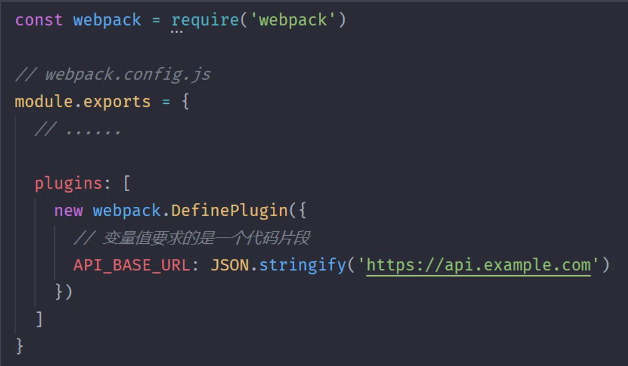 const webpack = require('webpack')
// webpack.config.js
module.exports = {
// ......
plugins: [
new webpack.DefinePlugin({
// 变量值要求的是一个代码片段
API_BASE_URL: JSON.stringify('https://api.example.com')
})
]
}